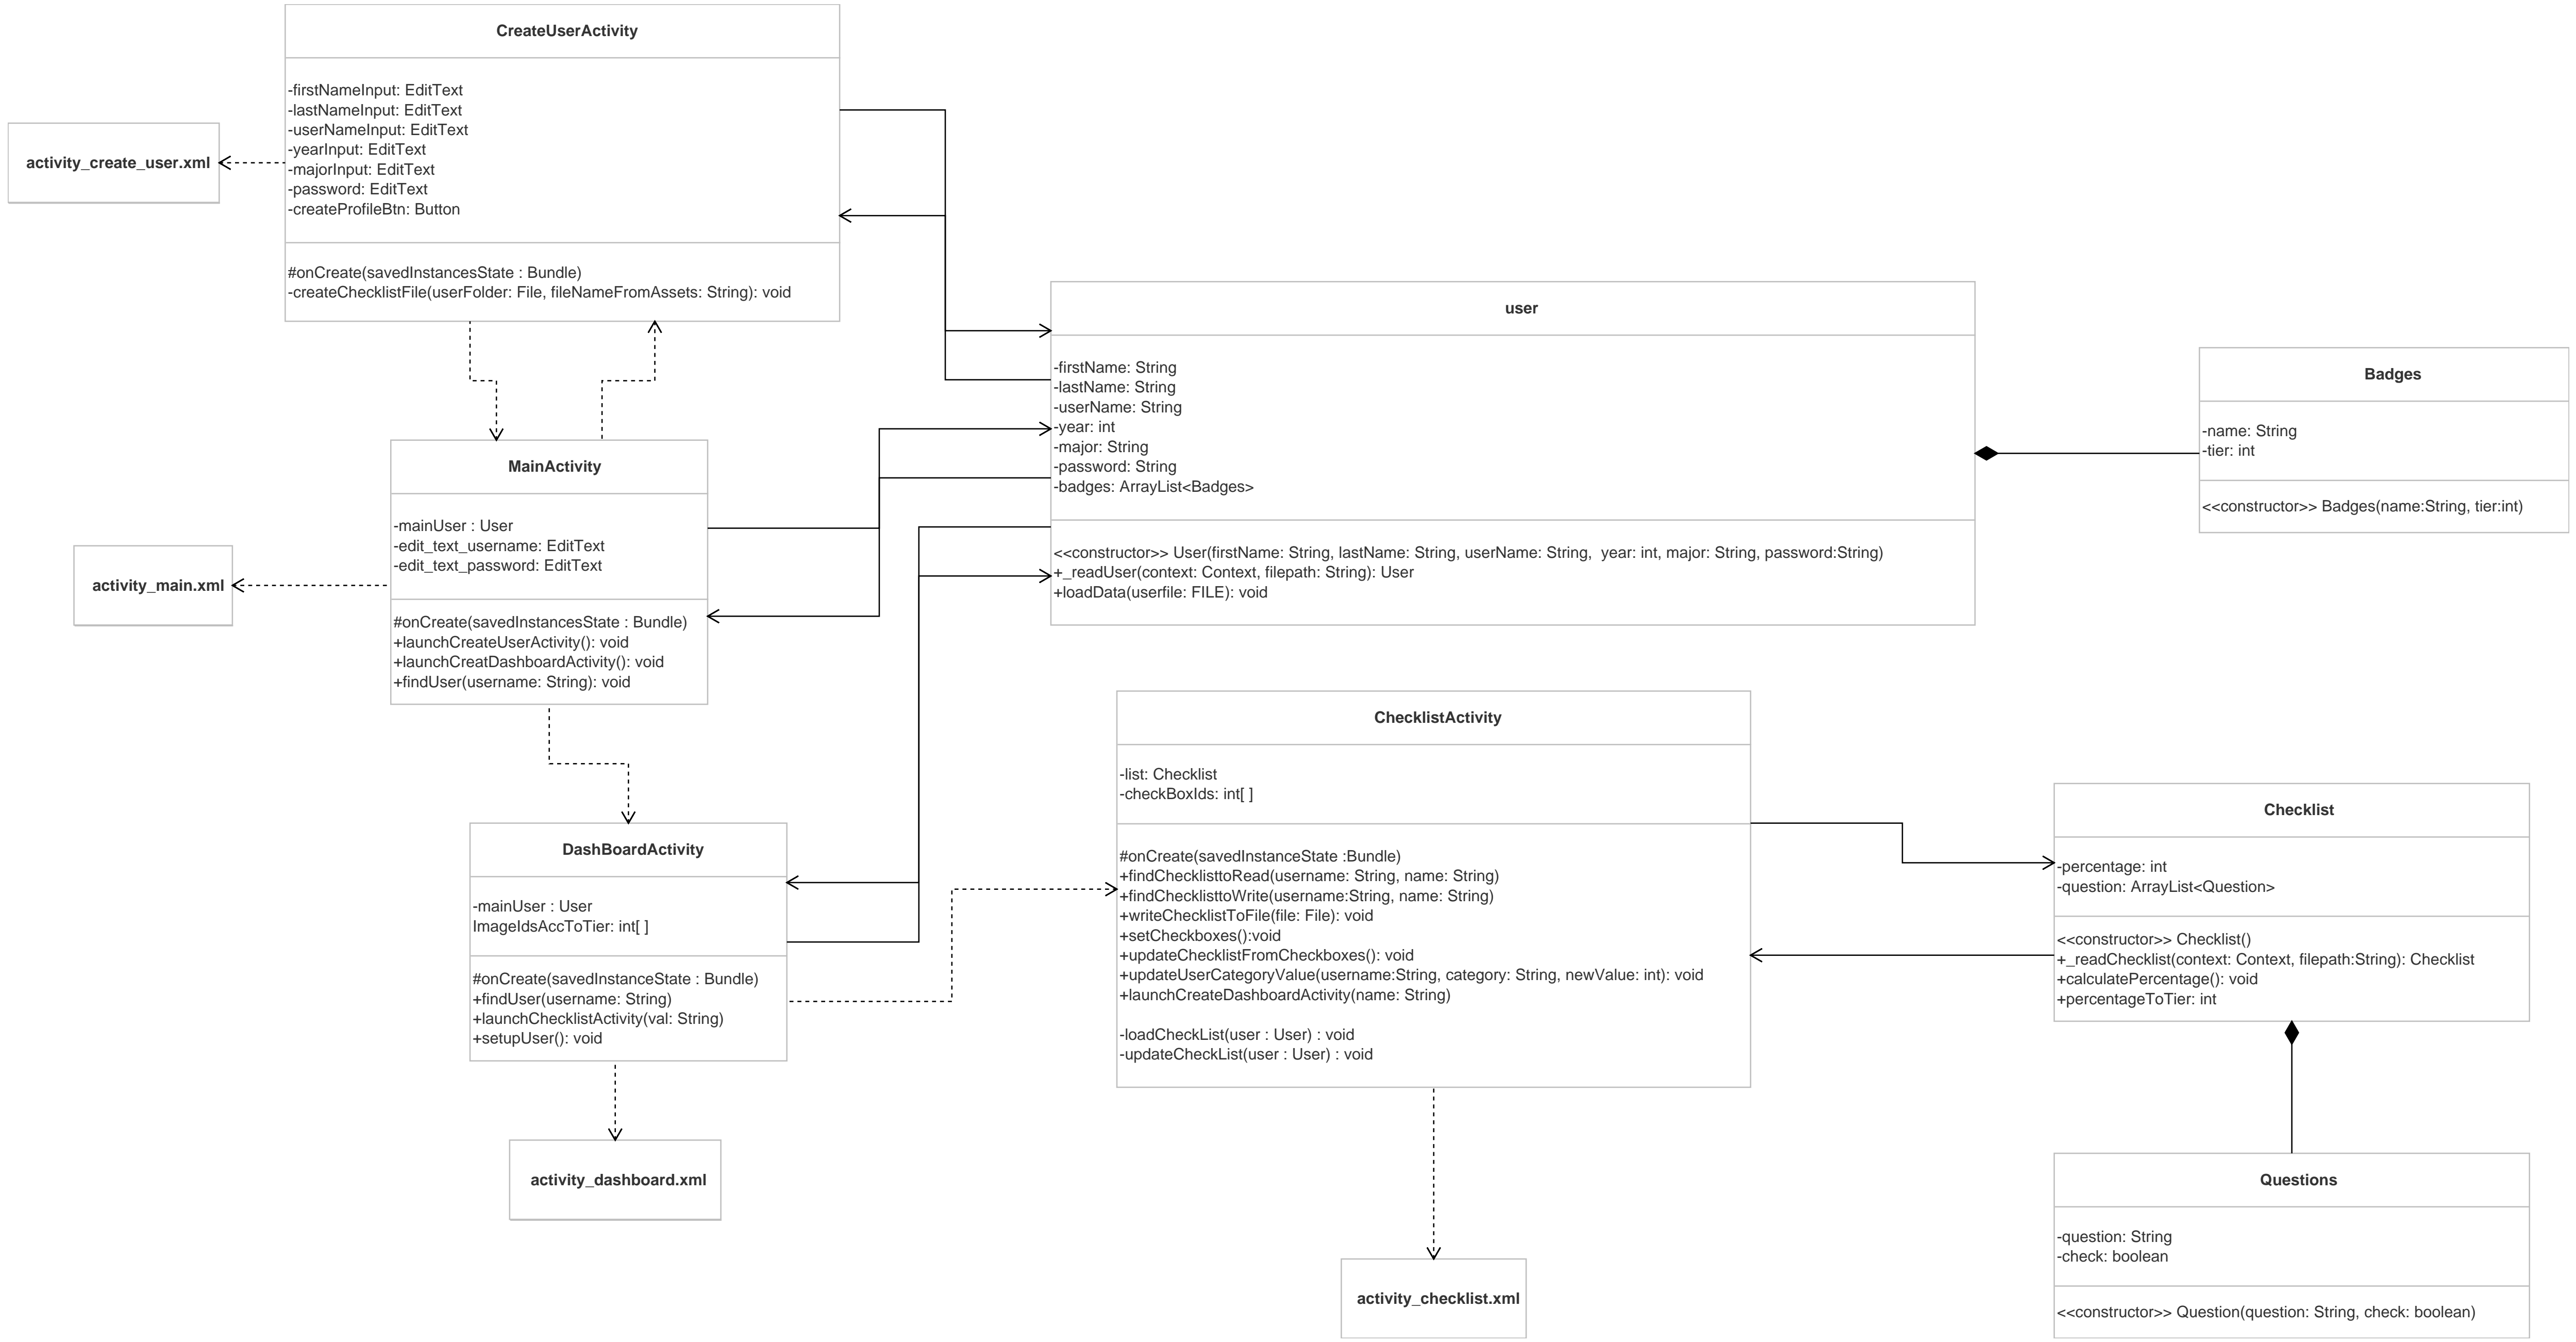 CreateUserActivity
-firstNameInput: EditText
-lastNameInput: EditText
-userNameInput: EditText
-yearInput: EditText
-majorInput: EditText
-password: EditText
-createProfileBtn: Button
#onCreate(savedInstancesState : Bundle)
-createChecklistFile(userFolder: File, fileNameFromAssets: String): void
activity_create_user.xml
user
-firstName: String
-lastName: String
-userName: String
-year: int
-major: String
-password: String
-badges: ArrayList<Badges>
<<constructor>> User(firstName: String, lastName: String, userName: String,  year: int, major: String, password:String)
+_readUser(context: Context, filepath: String): User
+loadData(userfile: FILE): void
Badges
-name: String
-tier: int
<<constructor>> Badges(name:String, tier:int)
MainActivity
-mainUser : User
-edit_text_username: EditText
-edit_text_password: EditText
#onCreate(savedInstancesState : Bundle)
+launchCreateUserActivity(): void
+launchCreatDashboardActivity(): void
+findUser(username: String): void
activity_main.xml
ChecklistActivity
-list: Checklist
-checkBoxIds: int[ ]
#onCreate(savedInstanceState :Bundle)
+findChecklisttoRead(username: String, name: String)
+findChecklisttoWrite(username:String, name: String)
+writeChecklistToFile(file: File): void
+setCheckboxes():void
+updateChecklistFromCheckboxes(): void
+updateUserCategoryValue(username:String, category: String, newValue: int): void
+launchCreateDashboardActivity(name: String)
-loadCheckList(user : User) : void
-updateCheckList(user : User) : void
Checklist
-percentage: int
-question: ArrayList<Question>
<<constructor>> Checklist()
+_readChecklist(context: Context, filepath:String): Checklist
+calculatePercentage(): void
+percentageToTier: int
DashBoardActivity
-mainUser : User
ImageIdsAccToTier: int[ ]
#onCreate(savedInstanceState : Bundle)
+findUser(username: String)
+launchChecklistActivity(val: String)
+setupUser(): void
activity_dashboard.xml
activity_checklist.xml
Questions
-question: String
-check: boolean
<<constructor>> Question(question: String, check: boolean)